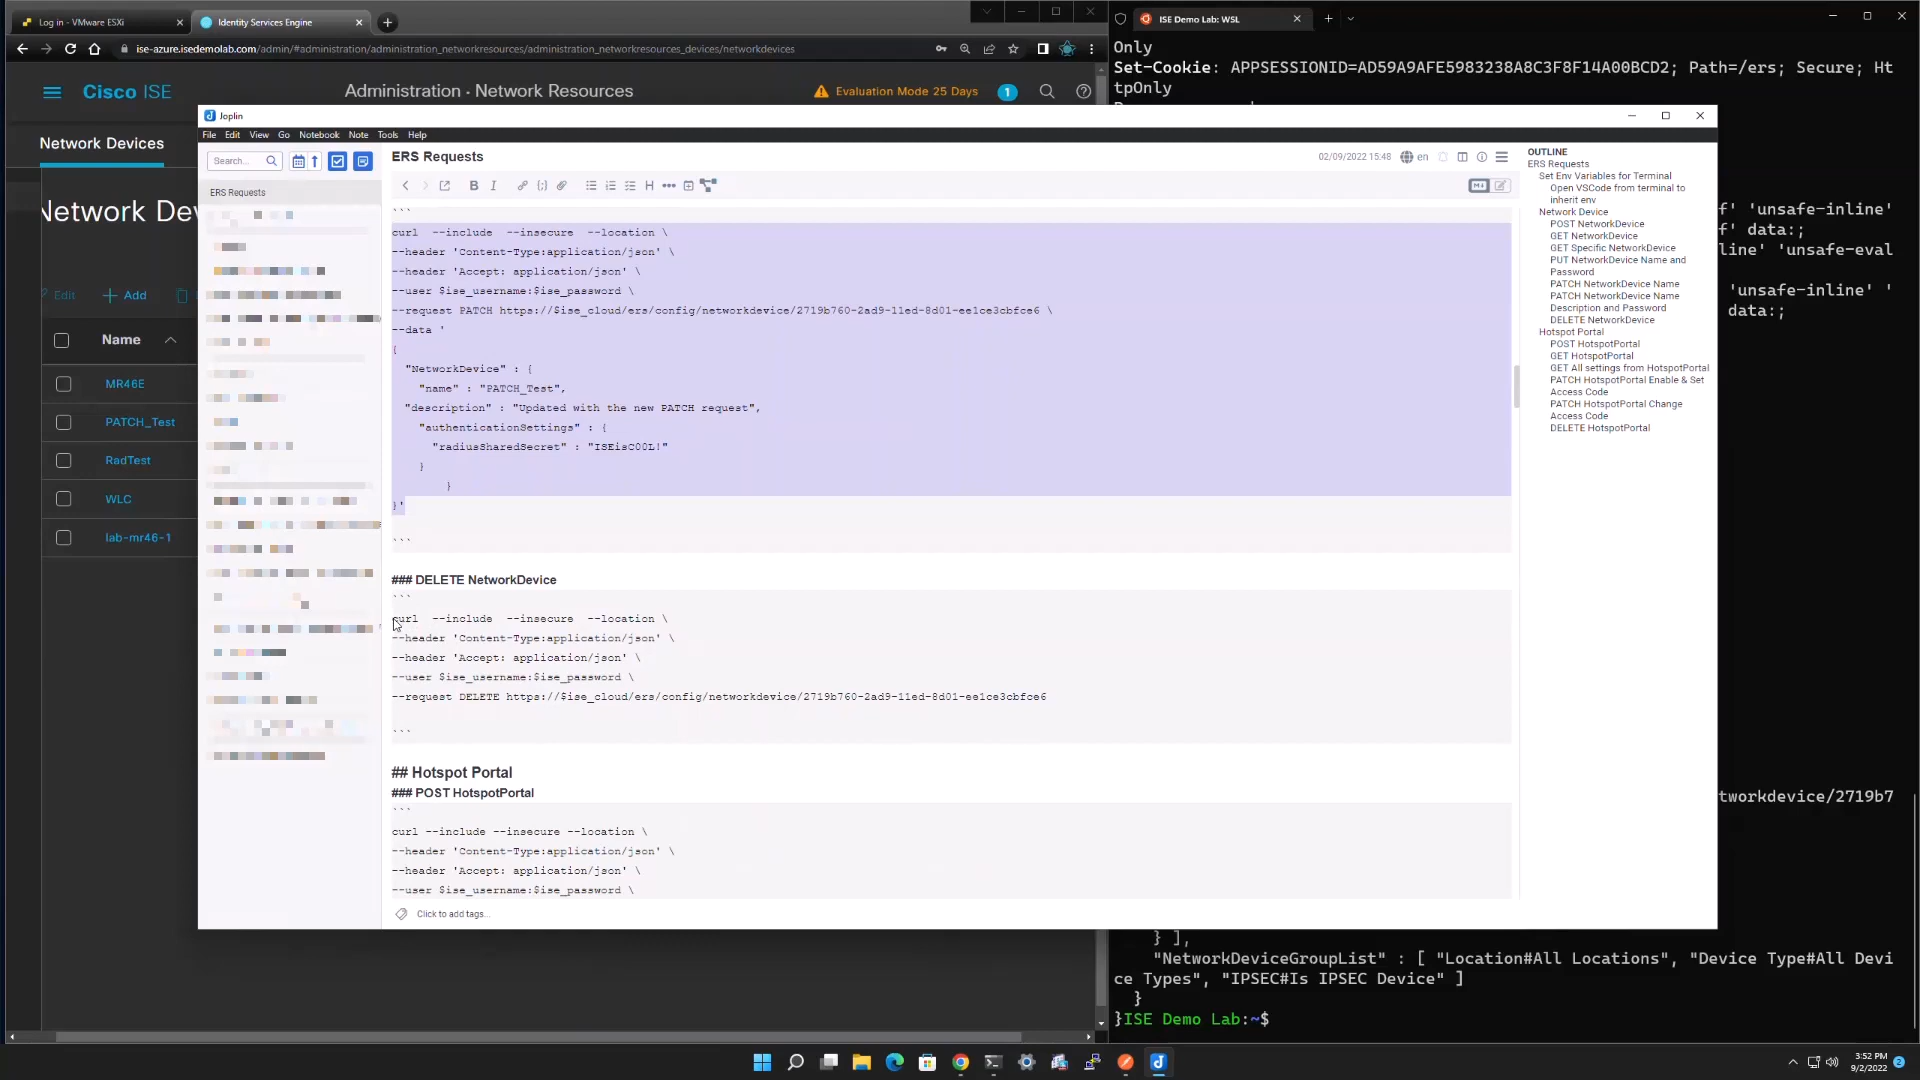 Log in - VMware ESXi
Identity Services Engine
ise-azure.isedemolab.com/admin/#administration/administration_networkresources/administration_networkresources_devices/networkdevices
Cisco ISE
Administration · Network Resources
Evaluation Mode 25 Days
1
Network Devices
Network Dev
Edit
Add
Name
MR46E
PATCH_Test
RadTest
WLC
lab-mr46-1
Joplin
File Edit View Go Notebook Note Tools Help
Search...
ERS Requests
ERS Requests
02/09/2022 15:48
en
```
curl --include --insecure --location \
--header 'Content-Type:application/json' \
--header 'Accept: application/json' \
--user $ise_username:$ise_password \
--request PATCH https://$ise_cloud/ers/config/networkdevice/2719b760-2ad9-11ed-8d01-ee1ce3cbfce6 \
--data '
{
"NetworkDevice" : {
"name" : "PATCH_Test",
"description" : "Updated with the new PATCH request",
"authenticationSettings" : {
"radiusSharedSecret" : "ISEisC00L!"
}
}
}'
```
### DELETE NetworkDevice
```
curl --include --insecure --location \
--header 'Content-Type:application/json' \
--header 'Accept: application/json' \
--user $ise_username:$ise_password \
--request DELETE https://$ise_cloud/ers/config/networkdevice/2719b760-2ad9-11ed-8d01-ee1ce3cbfce6
```
## Hotspot Portal
### POST HotspotPortal
```
curl --include --insecure --location \
--header 'Content-Type:application/json' \
--header 'Accept: application/json' \
--user $ise_username:$ise_password \
Click to add tags...
OUTLINE
ERS Requests
Set Env Variables for Terminal
Open VSCode from terminal to
inherit env
Network Device
POST NetworkDevice
GET NetworkDevice
GET Specific NetworkDevice
PUT NetworkDevice Name and
Password
PATCH NetworkDevice Name
PATCH NetworkDevice Name
Description and Password
DELETE NetworkDevice
Hotspot Portal
POST HotspotPortal
GET HotspotPortal
GET All settings from HotspotPortal
PATCH HotspotPortal Enable & Set
Access Code
PATCH HotspotPortal Change
Access Code
DELETE HotspotPortal
ISE Demo Lab: WSL
Only
Set-Cookie: APPSESSIONID=AD59A9AFE5983238A8C3F8F14A00BCD2; Path=/ers; Secure; Ht
tpOnly
f' 'unsafe-inline'
f' data:;
line' 'unsafe-eval
'unsafe-inline' '
data:;
tworkdevice/2719b7
} ],
"NetworkDeviceGroupList" : [ "Location#All Locations", "Device Type#All Devi
ce Types", "IPSEC#Is IPSEC Device" ]
}
}ISE Demo Lab:~$
3:52 PM
9/2/2022
2